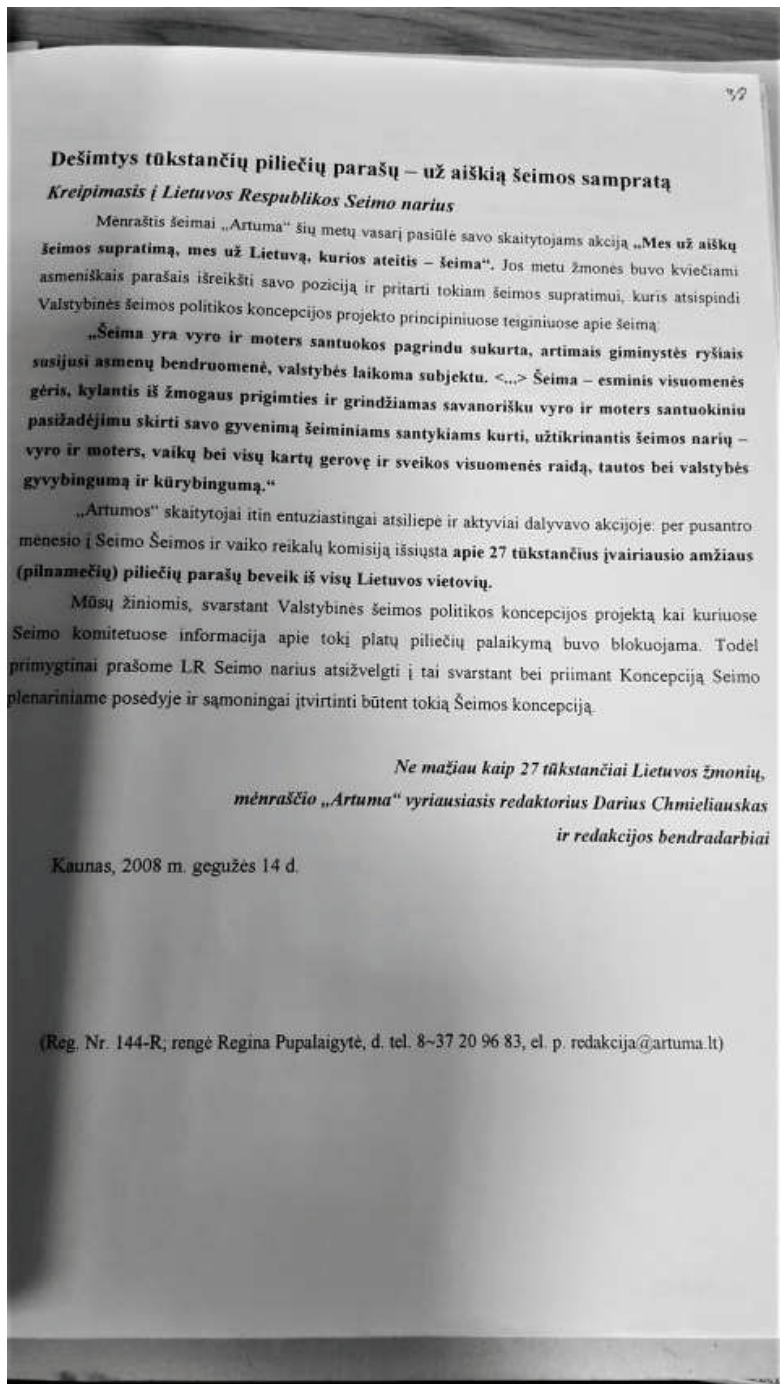 Dešimtys tūkstančių piliečių parašų – už aiškią šeimos sampratą
Kreipimasis į Lietuvos Respublikos Seimo narius
Mėnraštis šeimai „Artuma“ šių metų vasarį pasiūlė savo skaitytojams akciją „Mes už aiškų
šeimos supratimą, mes už Lietuvą, kurios ateitis – šeima“. Jos metu žmonės buvo kviečiami
asmeniškais parašais išreikšti savo poziciją ir pritarti tokiam šeimos supratimui, kuris atsispindi
Valstybinės šeimos politikos koncepcijos projekto principiniuose teiginiuose apie šeimą:
„Šeima yra vyro ir moters santuokos pagrindu sukurta, artimais giminystės ryšiais
susijusi asmenų bendruomenė, valstybės laikoma subjektu. <...> Šeima – esminis visuomenės
gėris, kylantis iš žmogaus prigimties ir grindžiamas savanorišku vyro ir moters santuokiniu
pasižadėjimu skirti savo gyvenimą šeiminiams santykiams kurti, užtikrinantis šeimos narių –
vyro ir moters, vaikų bei visų kartų gerovę ir sveikos visuomenės raidą, tautos bei valstybės
gyvybingumą ir kūrybingumą.“
„Artumos“ skaitytojai itin entuziastingai atsiliepė ir aktyviai dalyvavo akcijoje: per pusantro
mėnesio į Seimo Šeimos ir vaiko reikalų komisiją išsiųsta apie 27 tūkstančius įvairiausio amžiaus
(pilnamečių) piliečių parašų beveik iš visų Lietuvos vietovių.
Mūsų žiniomis, svarstant Valstybinės šeimos politikos koncepcijos projektą kai kuriuose
Seimo komitetuose informacija apie tokį platų piliečių palaikymą buvo blokuojama. Todėl
primygtinai prašome LR Seimo narius atsižvelgti į tai svarstant bei priimant Koncepciją Seimo
plenariniame posėdyje ir sąmoningai įtvirtinti būtent tokią Šeimos koncepciją.
Ne mažiau kaip 27 tūkstančiai Lietuvos žmonių,
mėnraščio „Artuma“ vyriausiasis redaktorius Darius Chmieliauskas
ir redakcijos bendradarbiai
Kaunas, 2008 m. gegužės 14 d.
(Reg. Nr. 144-R; rengė Regina Pupalaigytė, d. tel. 8~37 20 96 83, el. p. redakcija@artuma.lt)